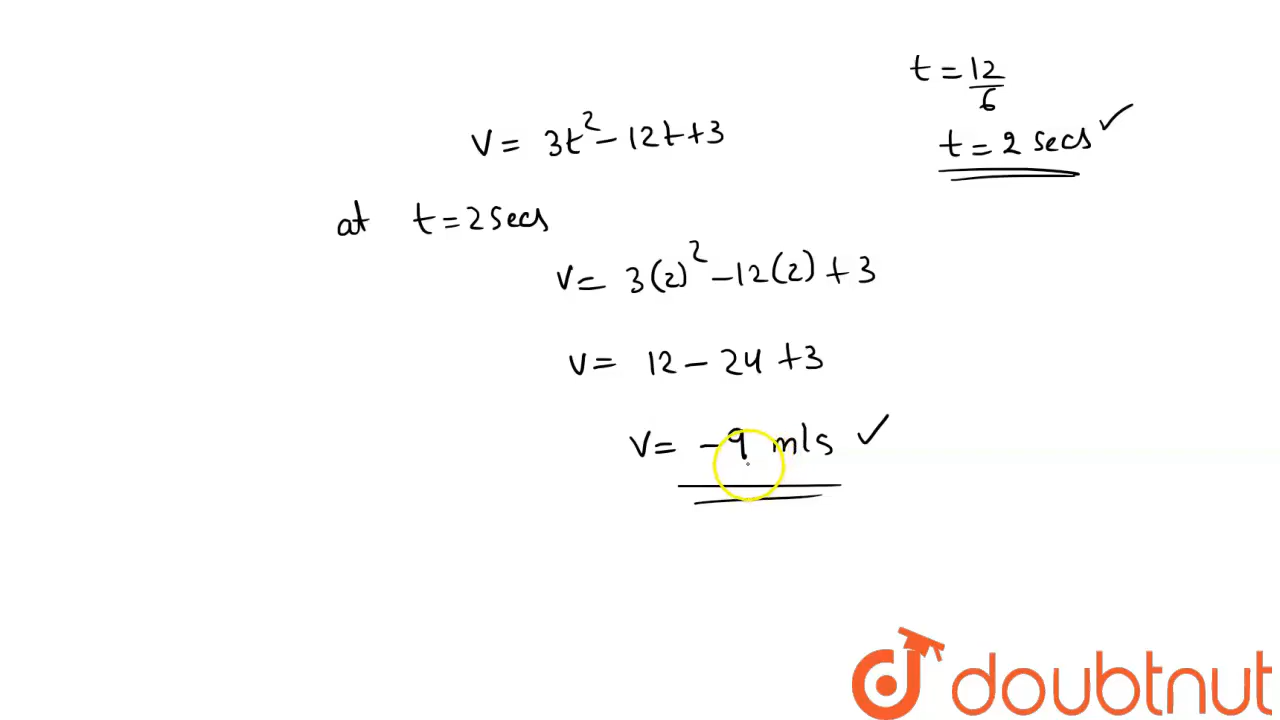 t = 12/6
t = 2 secs ✓
V = 3t² - 12t + 3
at t = 2 secs
V = 3(2)² - 12(2) + 3
V = 12 - 24 + 3
V = -9 m/s ✓
doubtnut